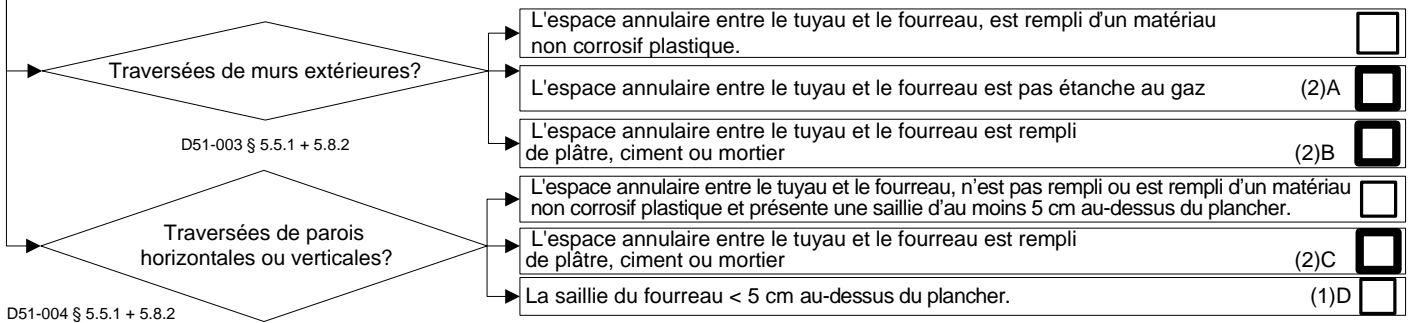 Traversées de murs extérieures?
D51-003 § 5.5.1 + 5.8.2
L'espace annulaire entre le tuyau et le fourreau, est rempli d'un matériau
non corrosif plastique.
L'espace annulaire entre le tuyau et le fourreau est pas étanche au gaz (2)A
L'espace annulaire entre le tuyau et le fourreau est rempli
de plâtre, ciment ou mortier (2)B
Traversées de parois
horizontales ou verticales?
D51-004 § 5.5.1 + 5.8.2
L'espace annulaire entre le tuyau et le fourreau, n'est pas rempli ou est rempli d'un matériau
non corrosif plastique et présente une saillie d'au moins 5 cm au-dessus du plancher.
L'espace annulaire entre le tuyau et le fourreau est rempli
de plâtre, ciment ou mortier (2)C
La saillie du fourreau < 5 cm au-dessus du plancher. (1)D